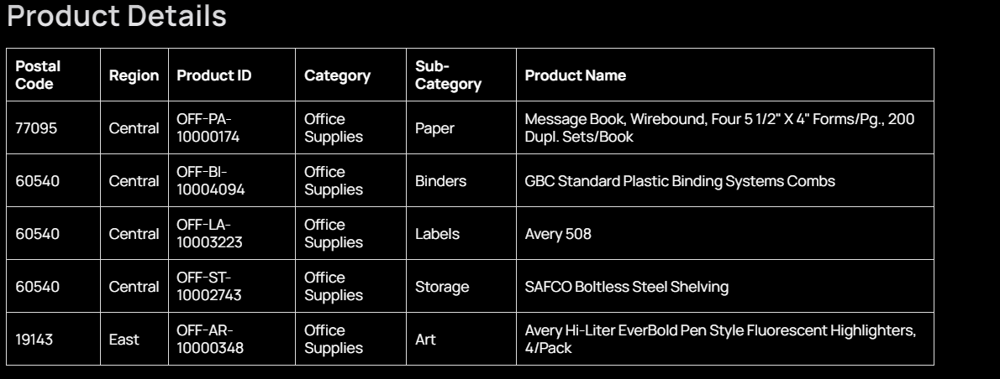 Product Details
Postal Code | Region | Product ID | Category | Sub-Category | Product Name
77095 | Central | OFF-PA-10000174 | Office Supplies | Paper | Message Book, Wirebound, Four 5 1/2" X 4" Forms/Pg., 200 Dupl. Sets/Book
60540 | Central | OFF-BI-10004094 | Office Supplies | Binders | GBC Standard Plastic Binding Systems Combs
60540 | Central | OFF-LA-10003223 | Office Supplies | Labels | Avery 508
60540 | Central | OFF-ST-10002743 | Office Supplies | Storage | SAFCO Boltless Steel Shelving
19143 | East | OFF-AR-10000348 | Office Supplies | Art | Avery Hi-Liter EverBold Pen Style Fluorescent Highlighters, 4/Pack